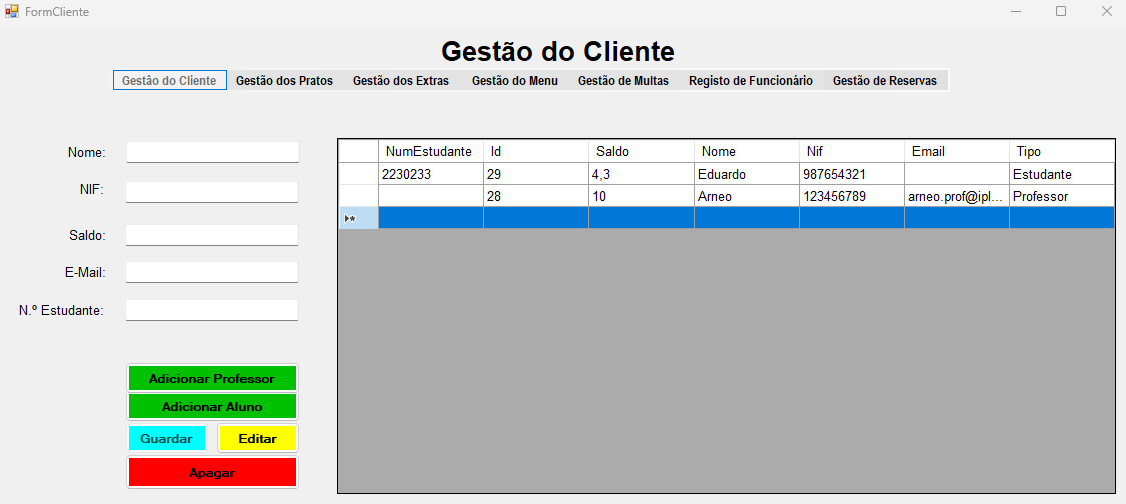 FormCliente
Gestão do Cliente
Gestão do Cliente Gestão dos Pratos Gestão dos Extras Gestão do Menu Gestão de Multas Registo de Funcionário Gestão de Reservas
Nome:
NIF:
Saldo:
E-Mail:
N.º Estudante:
Adicionar Professor
Adicionar Aluno
Guardar Editar
Apagar
NumEstudante Id Saldo Nome Nif Email Tipo
2230233 29 4,3 Eduardo 987654321 Estudante
28 10 Arneo 123456789 arneo.prof@ipl... Professor